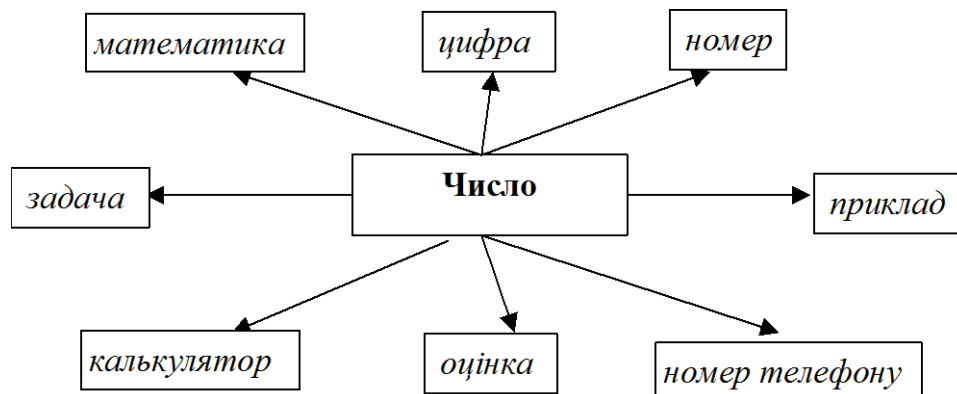 математика
цифра
номер
Число
задача
приклад
калькулятор
оцінка
номер телефону